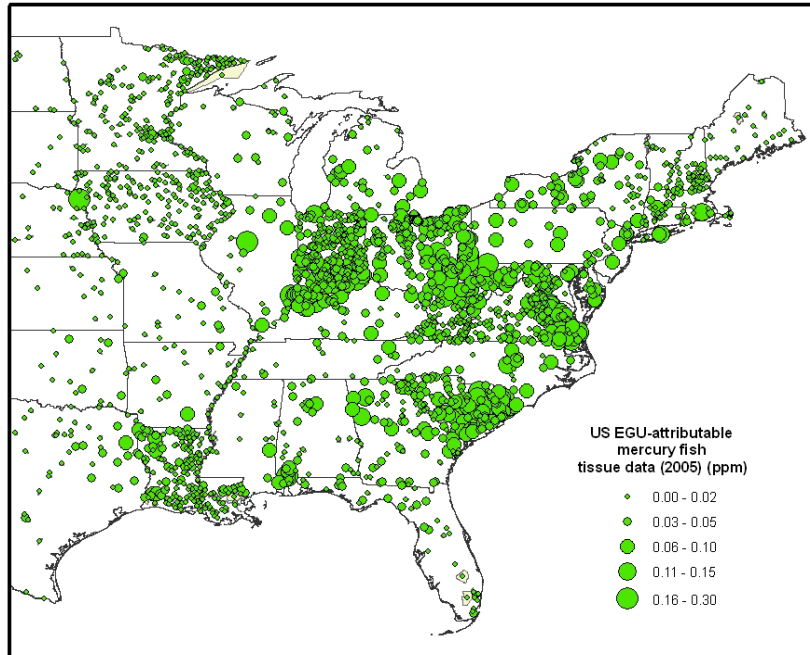 US EGU-attributable
mercury fish
tissue data (2005) (ppm)
0.00 - 0.02
0.03 - 0.05
0.06 - 0.10
0.11 - 0.15
0.16 - 0.30